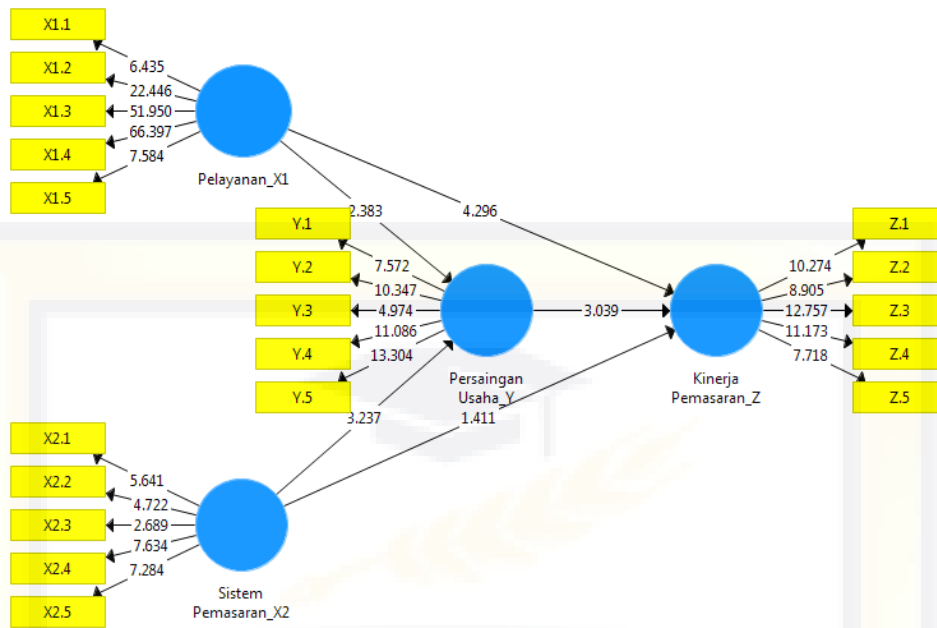 X1.1
X1.2
X1.3
X1.4
X1.5
6.435
22.446
51.950
66.397
7.584
Pelayanan_X1
2.383
4.296
Y.1
Y.2
Y.3
Y.4
Y.5
7.572
10.347
4.974
11.086
13.304
Persaingan
Usaha_Y
3.039
Kinerja
Pemasaran_Z
10.274
8.905
12.757
11.173
7.718
Z.1
Z.2
Z.3
Z.4
Z.5
3.237
1.411
X2.1
X2.2
X2.3
X2.4
X2.5
5.641
4.722
2.689
7.634
7.284
Sistem
Pemasaran_X2